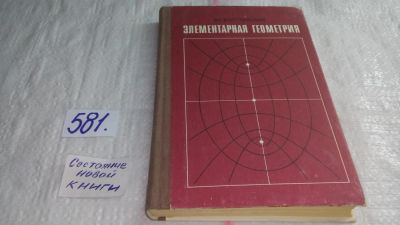 ЭЛЕМЕНТАРНАЯ ГЕОМЕТРИЯ
581.
Состояние
новой
книги